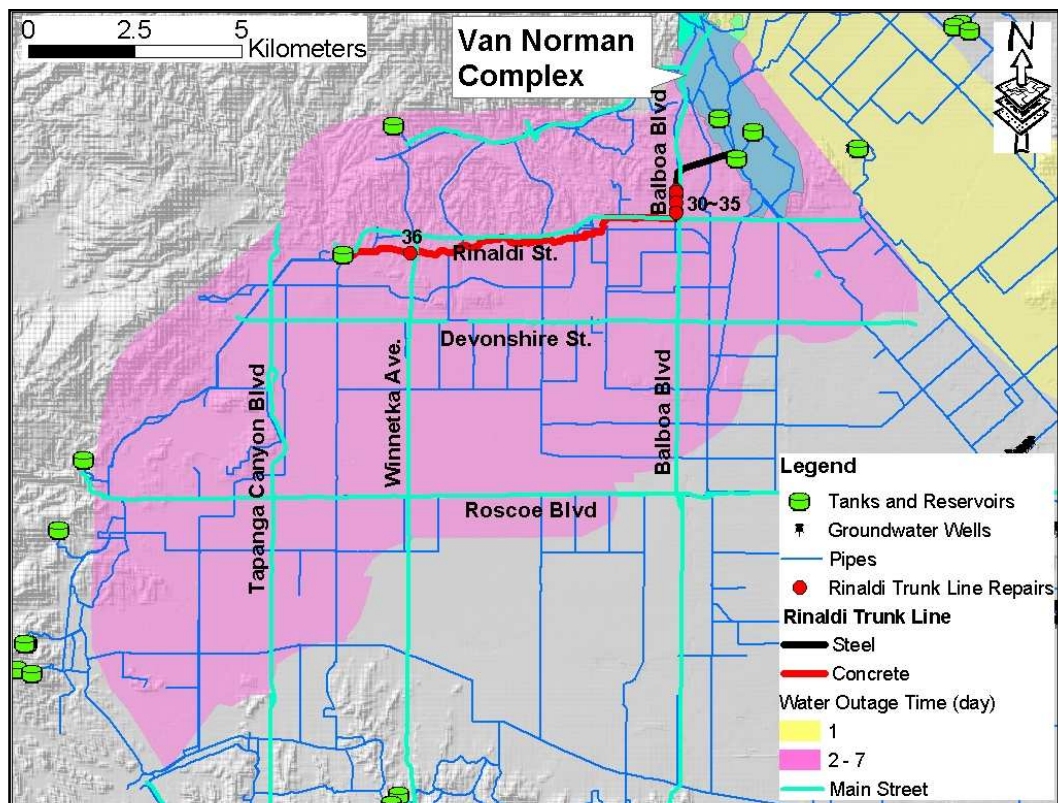 0 2.5 5
Kilometers
Van Norman
Complex
N
Balboa Blvd
30~35
36
Rinaldi St.
Devonshire St.
Tapanga Canyon Blvd
Winnetka Ave.
Balboa Blvd
Roscoe Blvd
Legend
Tanks and Reservoirs
Groundwater Wells
Pipes
Rinaldi Trunk Line Repairs
Rinaldi Trunk Line
Steel
Concrete
Water Outage Time (day)
1
2 - 7
Main Street